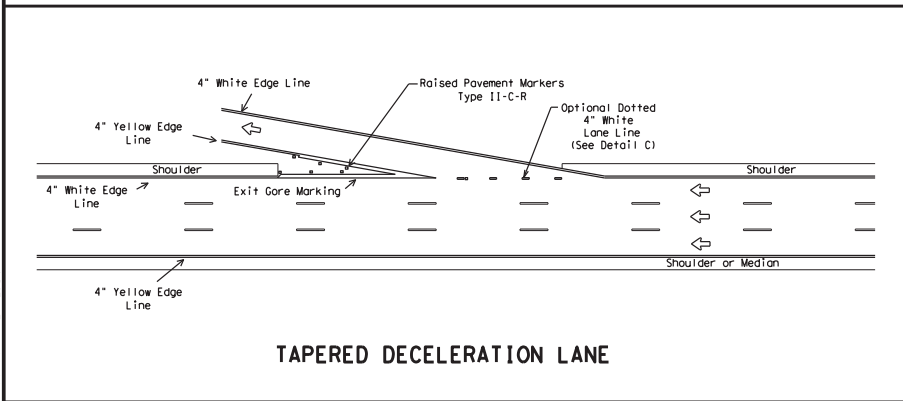 4" White Edge Line
Raised Pavement Markers
Type II-C-R
Optional Dotted
4" White
Lane Line
(See Detail C)
4" Yellow Edge
Line
Shoulder
Shoulder
4" White Edge
Line
Exit Gore Marking
Shoulder or Median
4" Yellow Edge
Line
TAPERED DECELERATION LANE